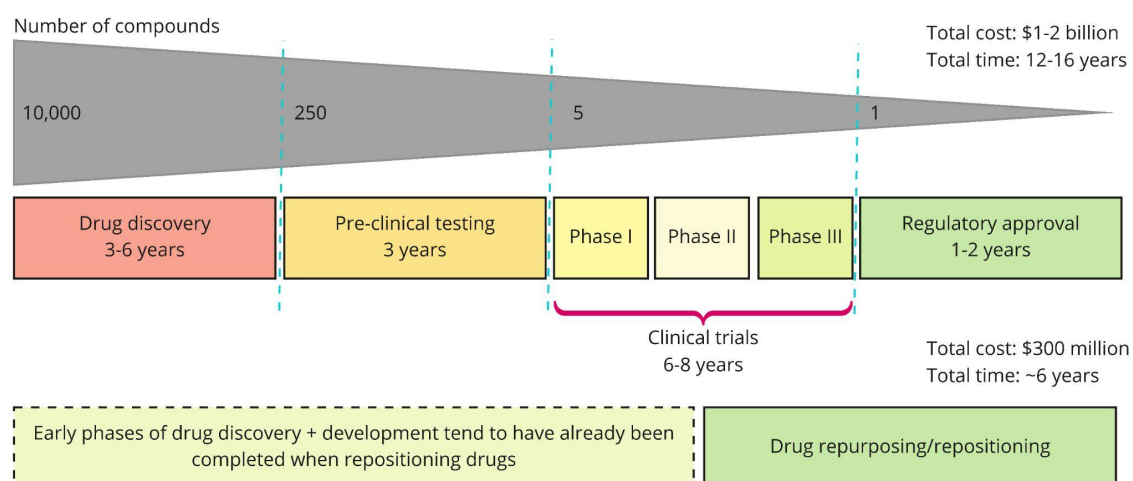 Number of compounds
Total cost: $1-2 billion
Total time: 12-16 years
10,000
250
5
1
Drug discovery
3-6 years
Pre-clinical testing
3 years
Phase I
Phase II
Phase III
Regulatory approval
1-2 years
Clinical trials
6-8 years
Total cost: $300 million
Total time: ~6 years
Early phases of drug discovery + development tend to have already been
completed when repositioning drugs
Drug repurposing/repositioning